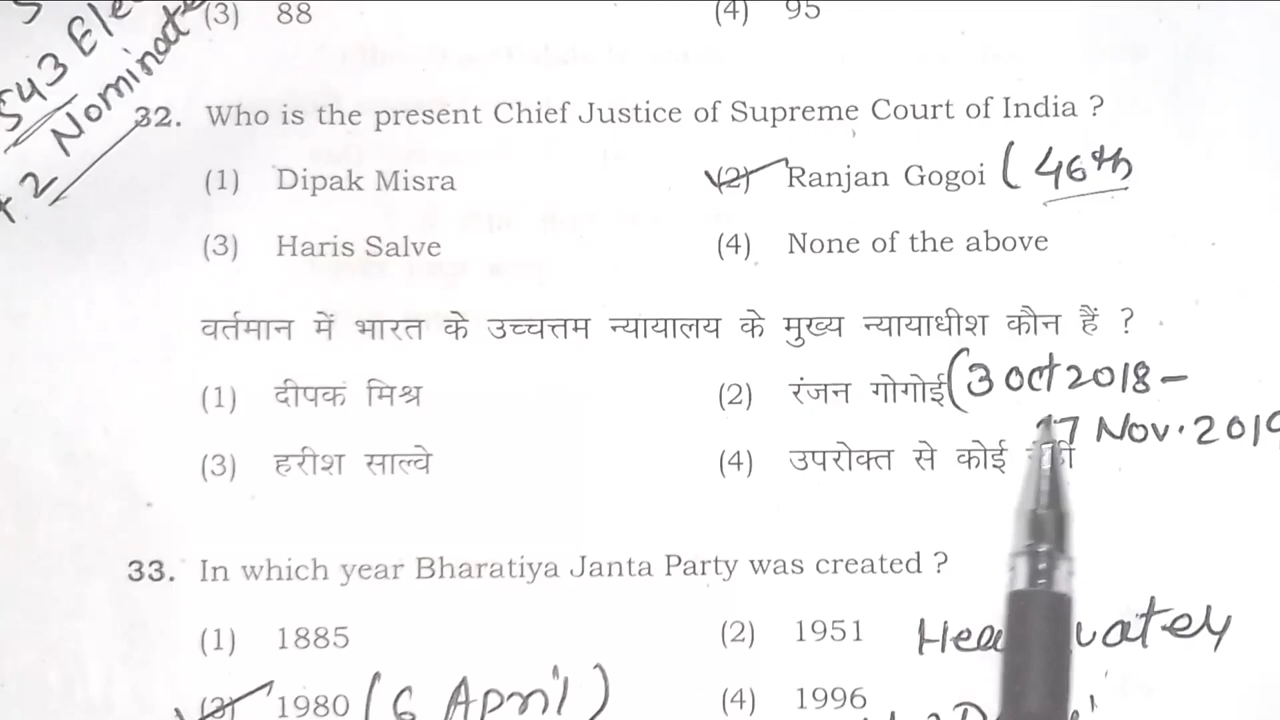 (3) 88 (4) 95
543
+ 2 Nominat
32. Who is the present Chief Justice of Supreme Court of India ?
(1) Dipak Misra (2) Ranjan Gogoi ( 46th
(3) Haris Salve (4) None of the above
वर्तमान में भारत के उच्चत्तम न्यायालय के मुख्य न्यायाधीश कौन हैं ?
(1) दीपक मिश्र (2) रंजन गोगोई (3 Oct 2018 -
17 Nov. 2019
(3) हरीश साल्वे (4) उपरोक्त से कोई
33. In which year Bharatiya Janta Party was created ?
(1) 1885 (2) 1951
(3) 1980 ( 6 April ) (4) 1996